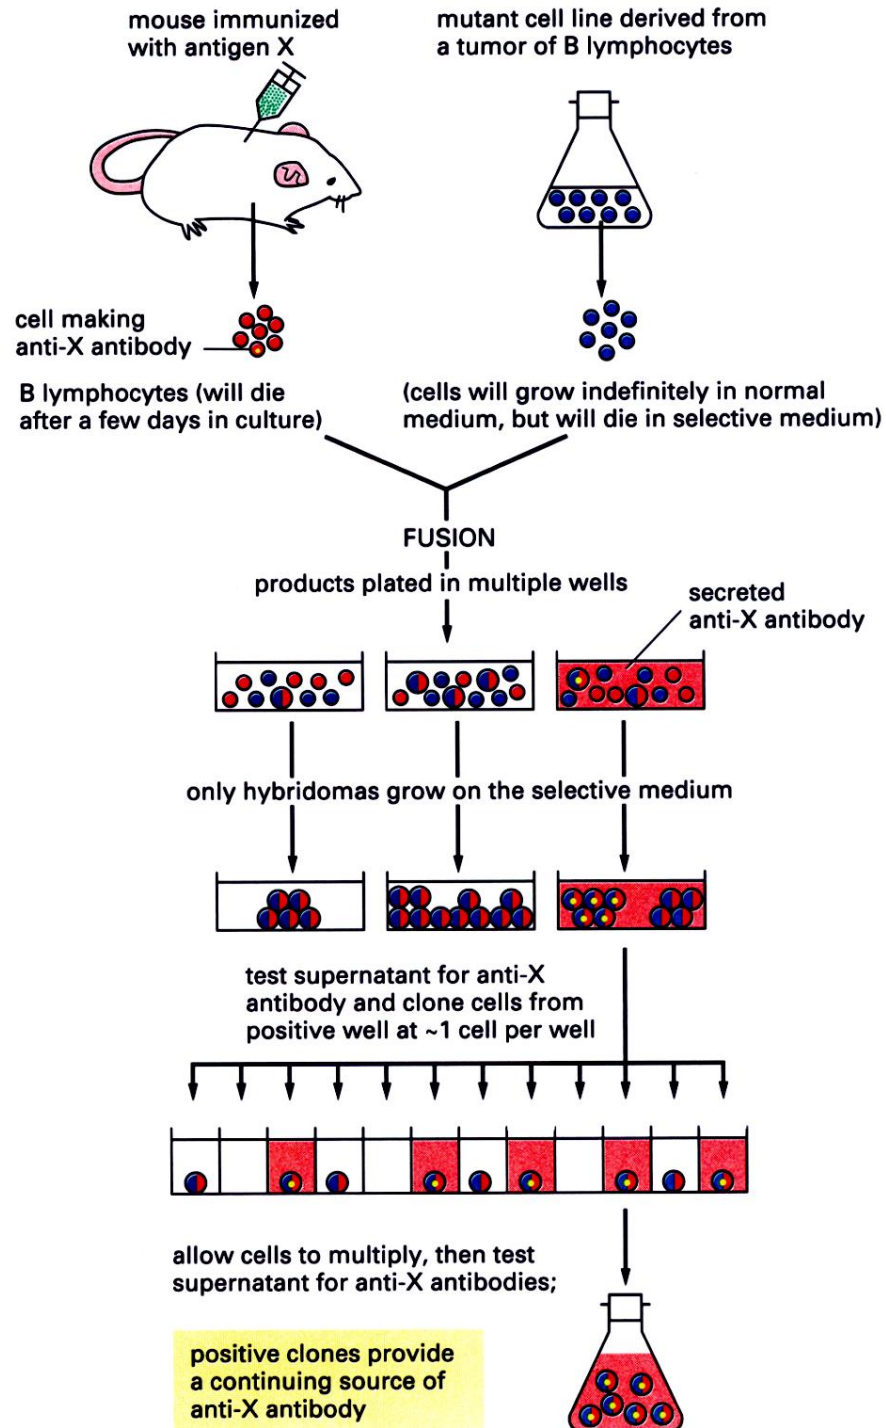 mouse immunized
with antigen X
mutant cell line derived from
a tumor of B lymphocytes
cell making
anti-X antibody
B lymphocytes (will die
after a few days in culture)
(cells will grow indefinitely in normal
medium, but will die in selective medium)
FUSION
products plated in multiple wells
secreted
anti-X antibody
only hybridomas grow on the selective medium
test supernatant for anti-X
antibody and clone cells from
positive well at ~1 cell per well
allow cells to multiply, then test
supernatant for anti-X antibodies;
positive clones provide
a continuing source of
anti-X antibody